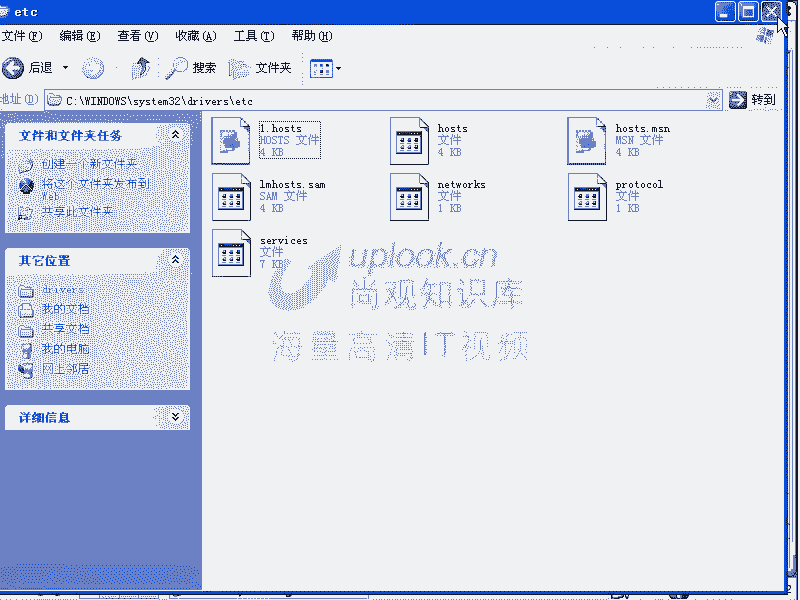 etc
文件(F) 编辑(E) 查看(V) 收藏(A) 工具(T) 帮助(H)
后退 搜索 文件夹
地址(D) C:\WINDOWS\system32\drivers\etc 转到
文件和文件夹任务
创建一个新文件夹
将这个文件夹发布到
Web
共享此文件夹
其它位置
drivers
我的文档
共享文档
我的电脑
网上邻居
详细信息
1.hosts
HOSTS 文件
4 KB
hosts
文件
4 KB
hosts.msn
MSN 文件
4 KB
lmhosts.sam
SAM 文件
4 KB
networks
文件
1 KB
protocol
文件
1 KB
services
文件
7 KB
uplook.cn
尚观知识库
海量高清IT视频